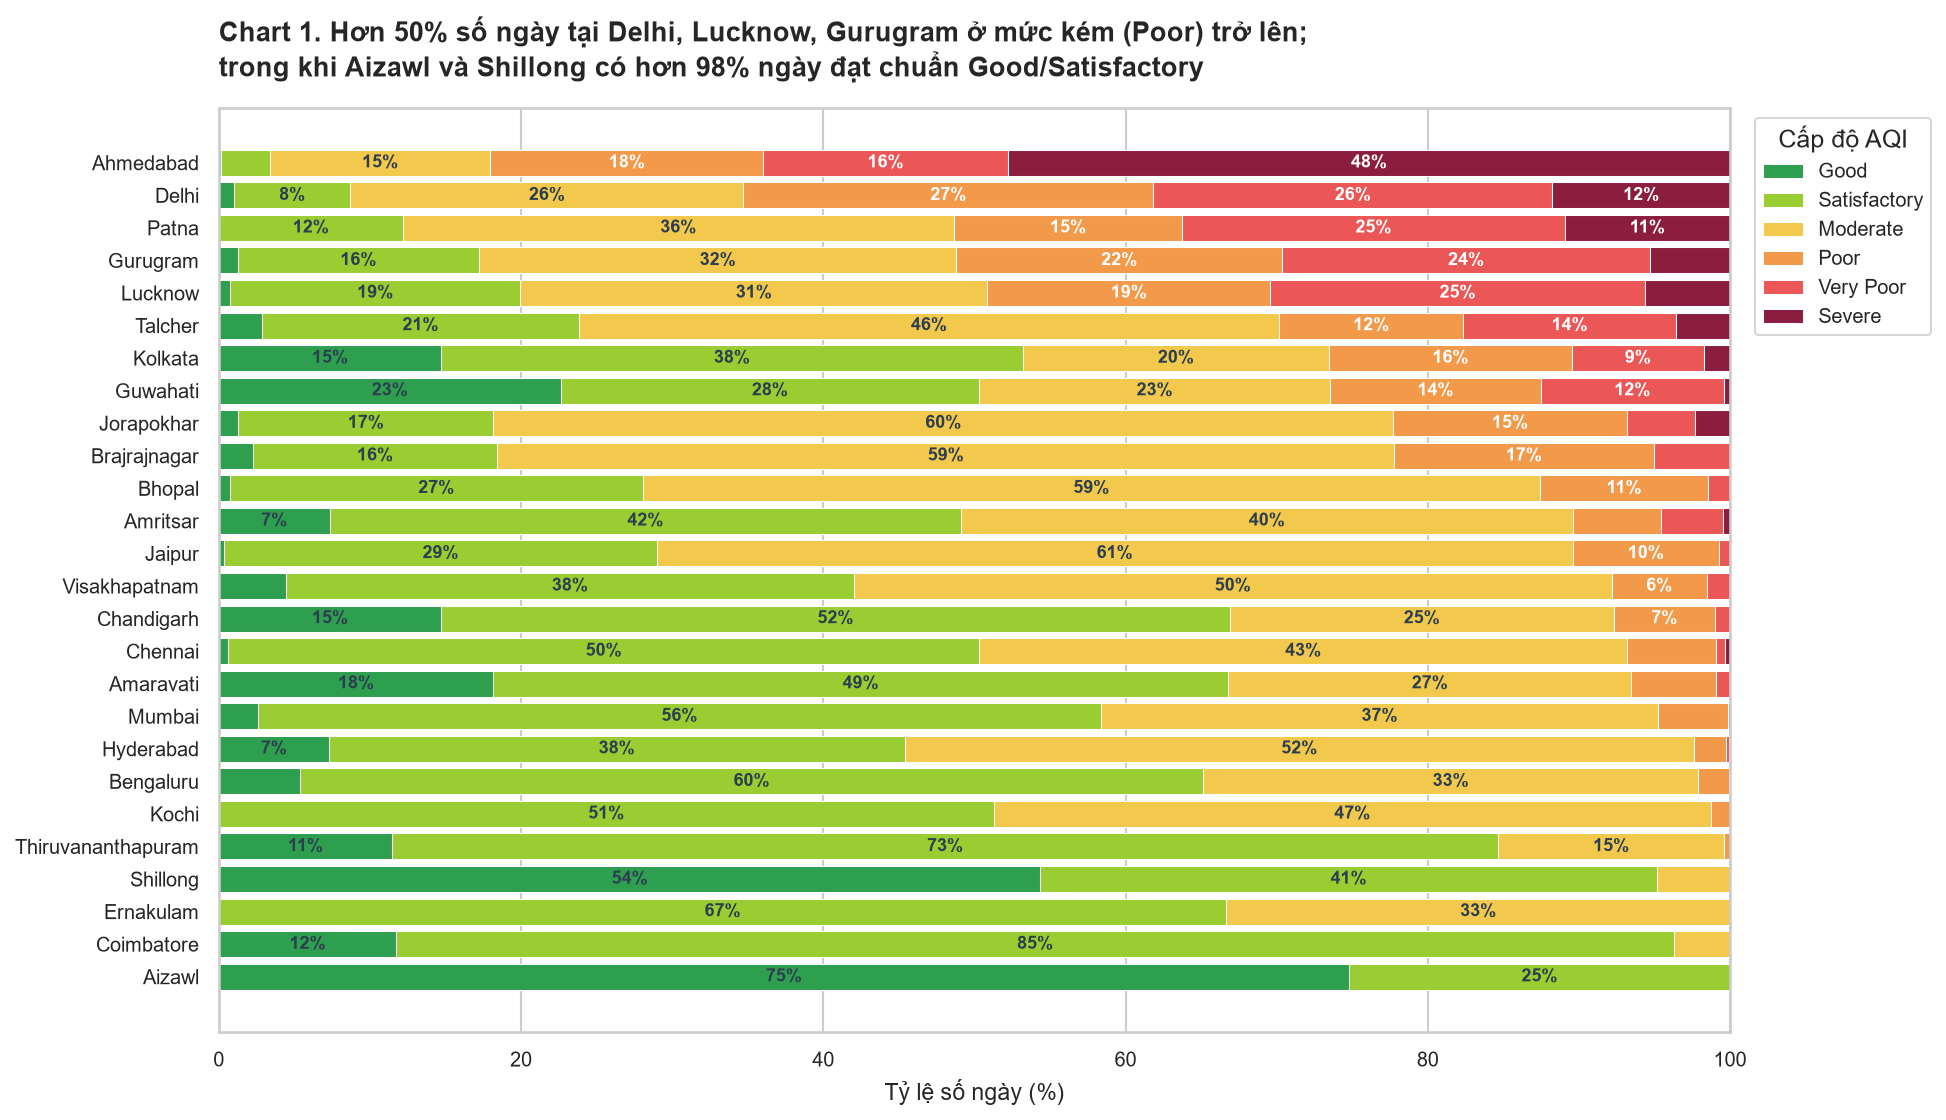 Chart 1. Hơn 50% số ngày tại Delhi, Lucknow, Gurugram ở mức kém (Poor) trở lên;
trong khi Aizawl và Shillong có hơn 98% ngày đạt chuẩn Good/Satisfactory
Cấp độ AQI
Good
Satisfactory
Moderate
Poor
Very Poor
Severe
Ahmedabad 15% 18% 16% 48%
Delhi 8% 26% 27% 26% 12%
Patna 12% 36% 15% 25% 11%
Gurugram 16% 32% 22% 24%
Lucknow 19% 31% 19% 25%
Talcher 21% 46% 12% 14%
Kolkata 15% 38% 20% 16% 9%
Guwahati 23% 28% 23% 14% 12%
Jorapokhar 17% 60% 15%
Brajrajnagar 16% 59% 17%
Bhopal 27% 59% 11%
Amritsar 7% 42% 40%
Jaipur 29% 61% 10%
Visakhapatnam 38% 50% 6%
Chandigarh 15% 52% 25% 7%
Chennai 50% 43%
Amaravati 18% 49% 27%
Mumbai 56% 37%
Hyderabad 7% 38% 52%
Bengaluru 60% 33%
Kochi 51% 47%
Thiruvananthapuram 11% 73% 15%
Shillong 54% 41%
Ernakulam 67% 33%
Coimbatore 12% 85%
Aizawl 75% 25%
0 20 40 60 80 100
Tỷ lệ số ngày (%)